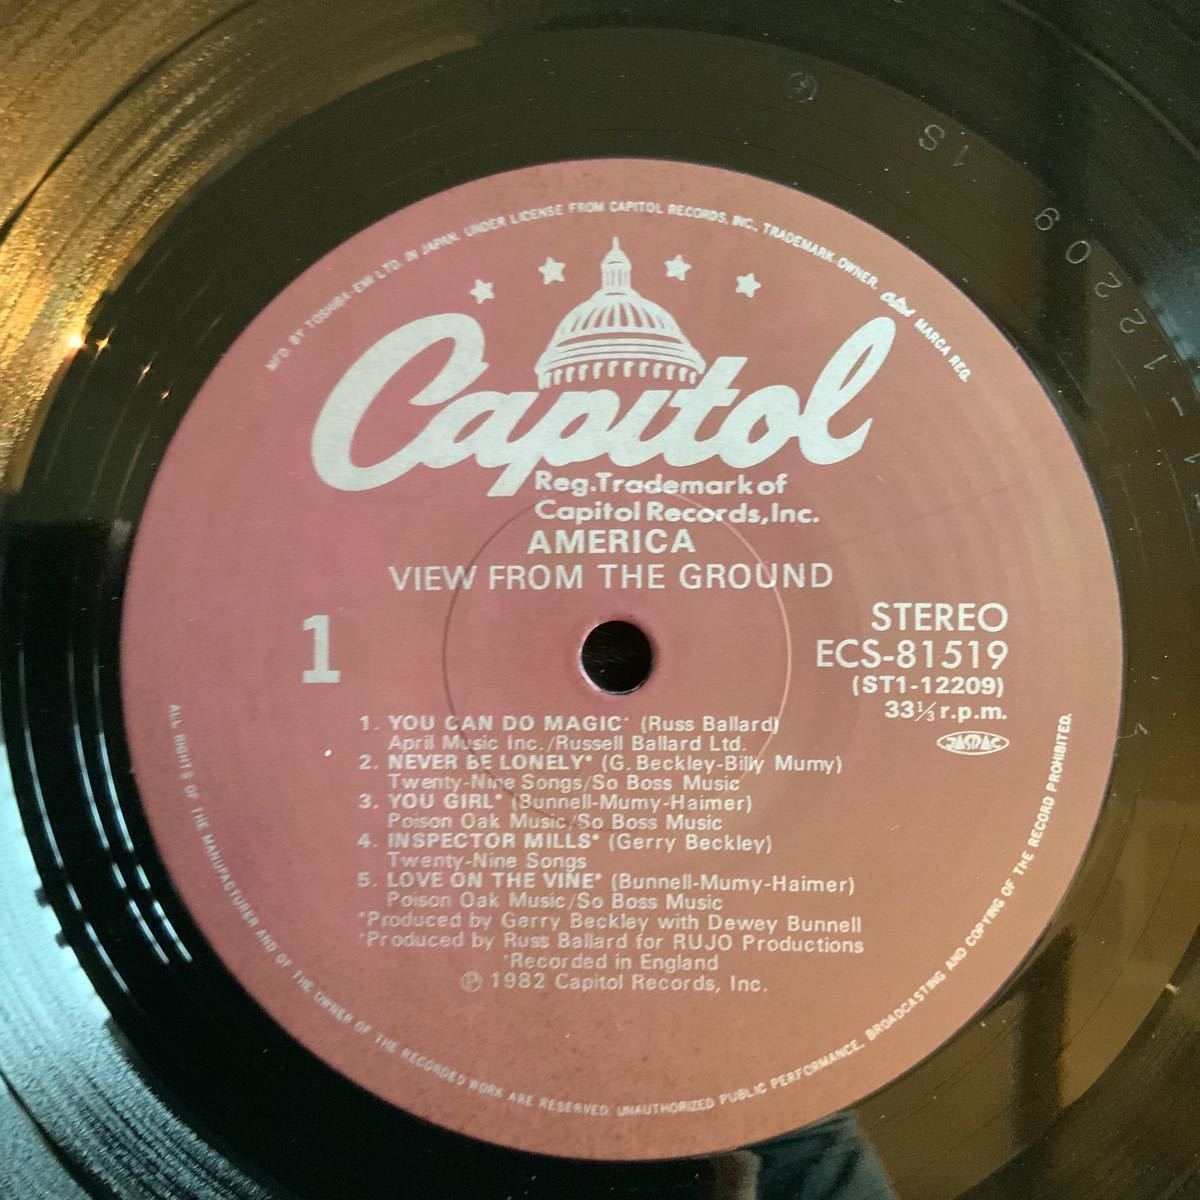 MF'D. BY TOSHIBA-EMI LTD. IN JAPAN. UNDER LICENSE FROM CAPITOL RECORDS, INC., TRADEMARK OWNER. Capitol MARCA REG.
Capitol
Reg.Trademark of
Capitol Records,Inc.
AMERICA
VIEW FROM THE GROUND
1
STEREO
ECS-81519
(ST1-12209)
33⅓ r.p.m.
JASRAC
1. YOU CAN DO MAGIC* (Russ Ballard)
April Music Inc./Russell Ballard Ltd.
2. NEVER BE LONELY* (G. Beckley-Billy Mumy)
Twenty-Nine Songs/So Boss Music
3. YOU GIRL* (Bunnell-Mumy-Haimer)
Poison Oak Music/So Boss Music
4. INSPECTOR MILLS* (Gerry Beckley)
Twenty-Nine Songs
5. LOVE ON THE VINE* (Bunnell-Mumy-Haimer)
Poison Oak Music/So Boss Music
*Produced by Gerry Beckley with Dewey Bunnell
*Produced by Russ Ballard for RUJO Productions
*Recorded in England
Ⓟ 1982 Capitol Records, Inc.
ALL RIGHTS OF THE MANUFACTURER AND OF THE OWNER OF THE RECORDED WORK ARE RESERVED. UNAUTHORIZED PUBLIC PERFORMANCE, BROADCASTING AND COPYING OF THE RECORD PROHIBITED.
1-12209 1S